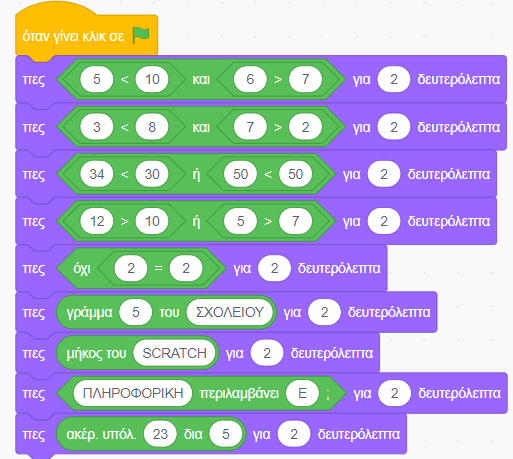 όταν γίνει κλικ σε
πες 5 < 10 και 6 > 7 για 2 δευτερόλεπτα
πες 3 < 8 και 7 > 2 για 2 δευτερόλεπτα
πες 34 < 30 ή 50 < 50 για 2 δευτερόλεπτα
πες 12 > 10 ή 5 > 7 για 2 δευτερόλεπτα
πες όχι 2 = 2 για 2 δευτερόλεπτα
πες γράμμα 5 του ΣΧΟΛΕΙΟΥ για 2 δευτερόλεπτα
πες μήκος του SCRATCH για 2 δευτερόλεπτα
πες ΠΛΗΡΟΦΟΡΙΚΗ περιλαμβάνει Ε ; για 2 δευτερόλεπτα
πες ακέρ. υπόλ. 23 δια 5 για 2 δευτερόλεπτα